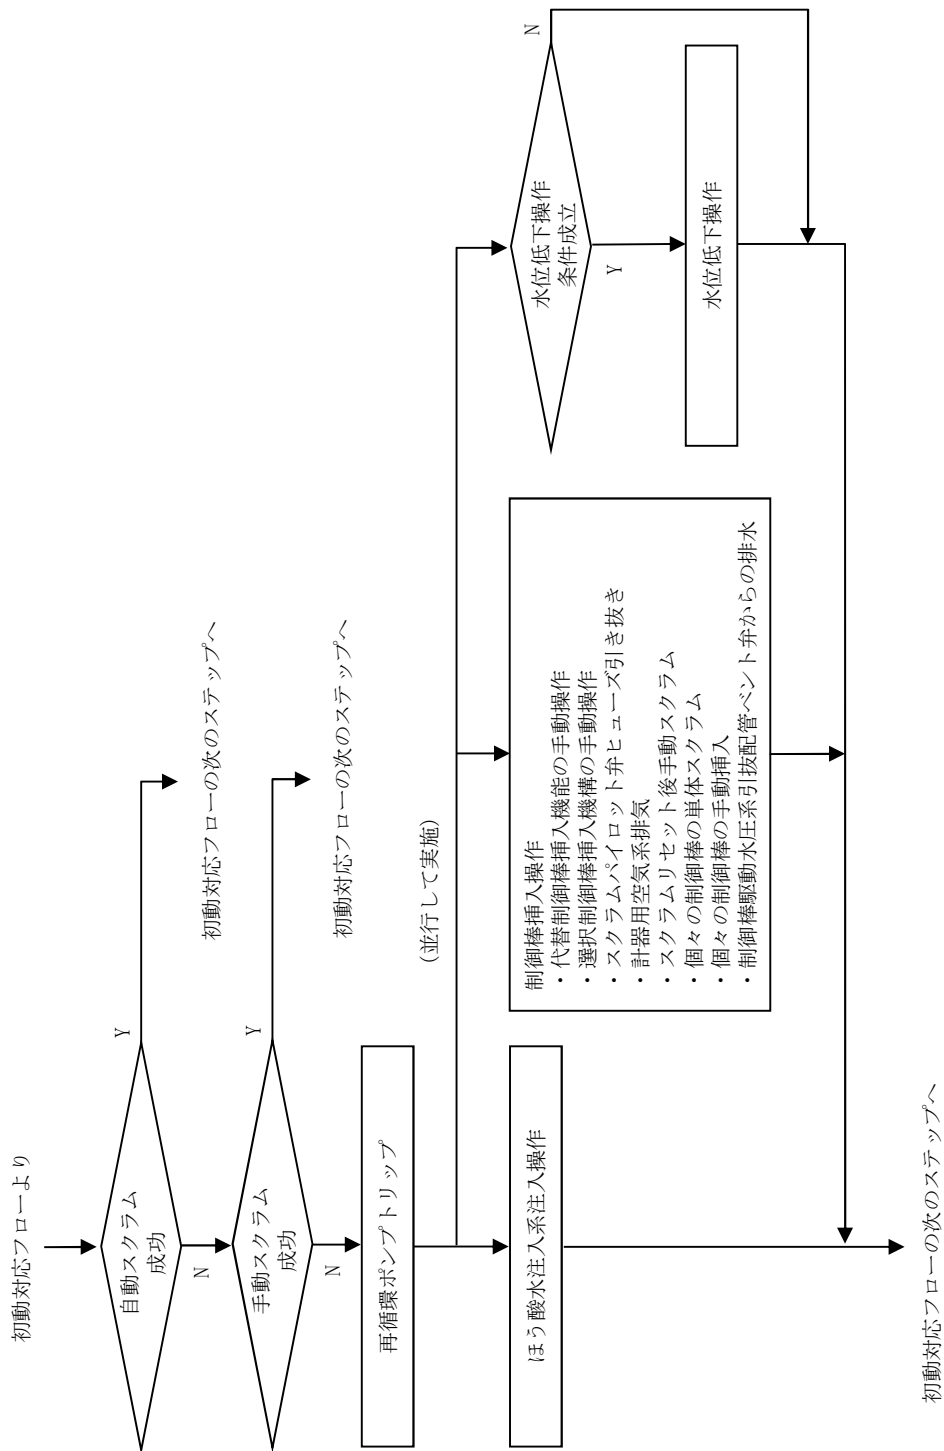 初動対応フローより
自動スクラム
成功
Y
初動対応フローの次のステップへ
N
手動スクラム
成功
Y
初動対応フローの次のステップへ
N
再循環ポンプトリップ
(並行して実施)
ほう酸水注入系注入操作
制御棒挿入操作
・代替制御棒挿入機能の手動操作
・選択制御棒挿入機構の手動操作
・スクラムパイロット弁ヒューズ引き抜き
・計器用空気系排気
・スクラムリセット後手動スクラム
・個々の制御棒の単体スクラム
・個々の制御棒の手動挿入
・制御棒駆動水圧系引抜配管ベント弁からの排水
水位低下操作
条件成立
N
Y
水位低下操作
初動対応フローの次のステップへ